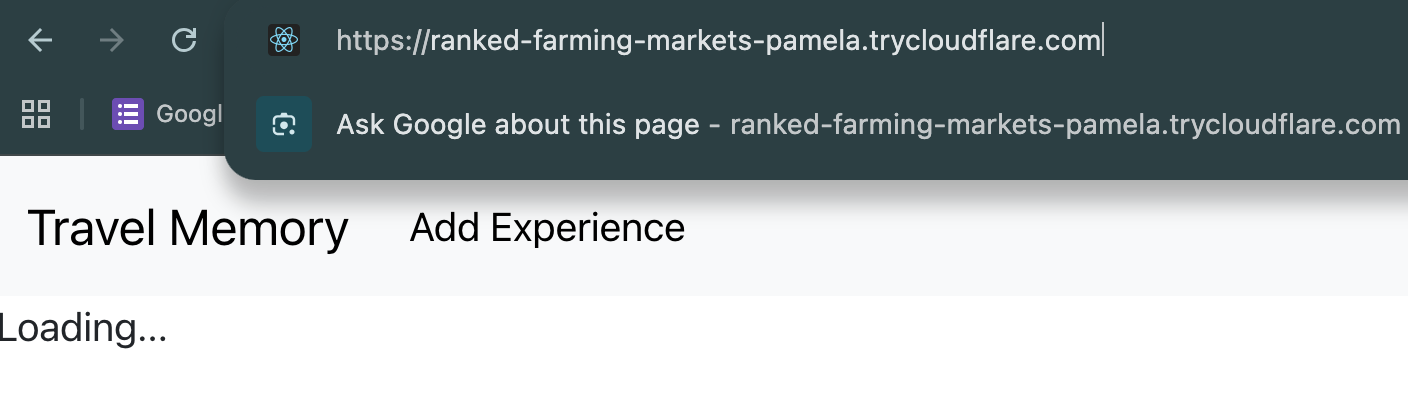 https://ranked-farming-markets-pamela.trycloudflare.com
Googl
Ask Google about this page - ranked-farming-markets-pamela.trycloudflare.com
Travel Memory
Add Experience
Loading...